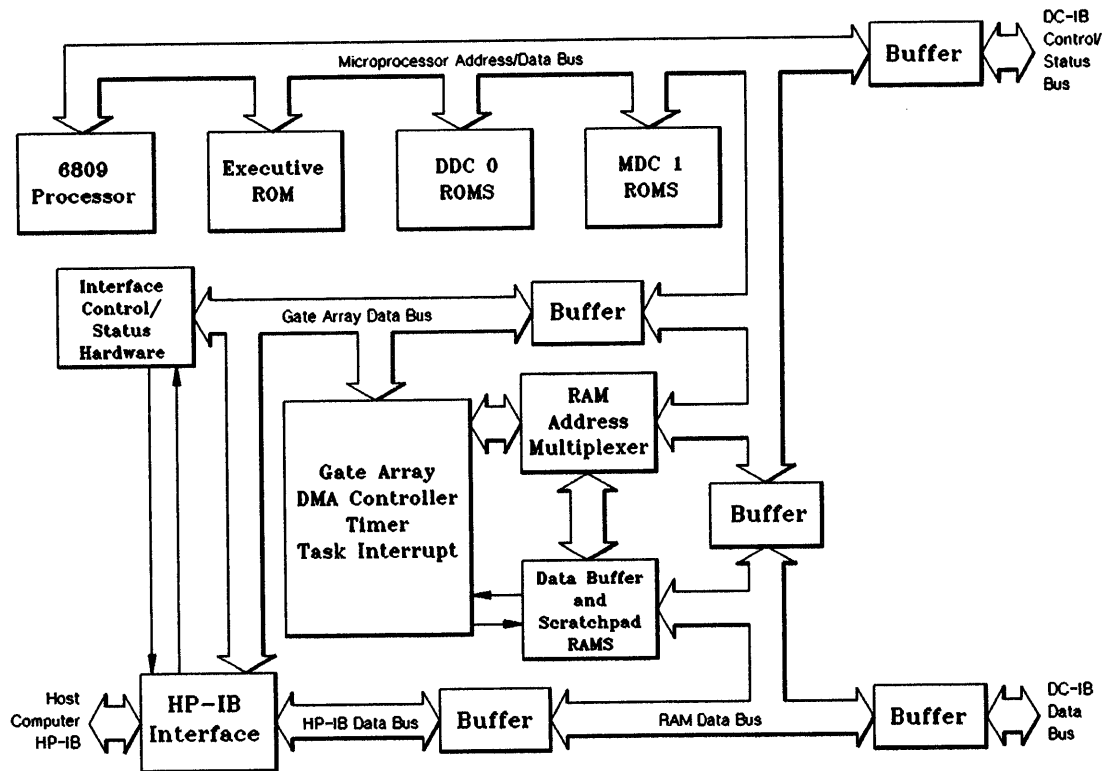 DC-IB
Control/
Status
Bus
Buffer
Microprocessor Address/Data Bus
6809
Processor
Executive
ROM
DDC 0
ROMS
MDC 1
ROMS
Interface
Control/
Status
Hardware
Gate Array Data Bus
Buffer
RAM
Address
Multiplexer
Gate Array
DMA Controller
Timer
Task Interrupt
Buffer
Data Buffer
and
Scratchpad
RAMS
Host
Computer
HP-IB
HP-IB
Interface
HP-IB Data Bus
Buffer
RAM Data Bus
Buffer
DC-IB
Data
Bus